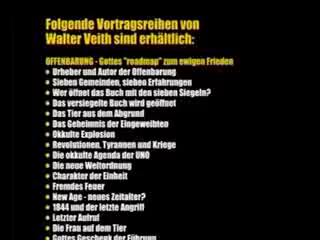 Folgende Vortragsreihen von
Walter Veith sind erhältlich:
OFFENBARUNG - Gottes "roadmap" zum ewigen Frieden
Urheber und Autor der Offenbarung
Sieben Gemeinden, sieben Erfahrungen
Wer öffnet das Buch mit den sieben Siegeln?
Das versiegelte Buch wird geöffnet
Das Tier aus dem Abgrund
Das Geheimnis der Eingeweihten
Okkulte Explosion
Revolutionen, Tyrannen und Kriege
Die okkulte Agenda der UNO
Die neue Weltordnung
Charakter der Einheit
Fremdes Feuer
New Age - neues Zeitalter?
1844 und der letzte Angriff
Letzter Aufruf
Die Frau auf dem Tier
Gottes Geschenk der Führung